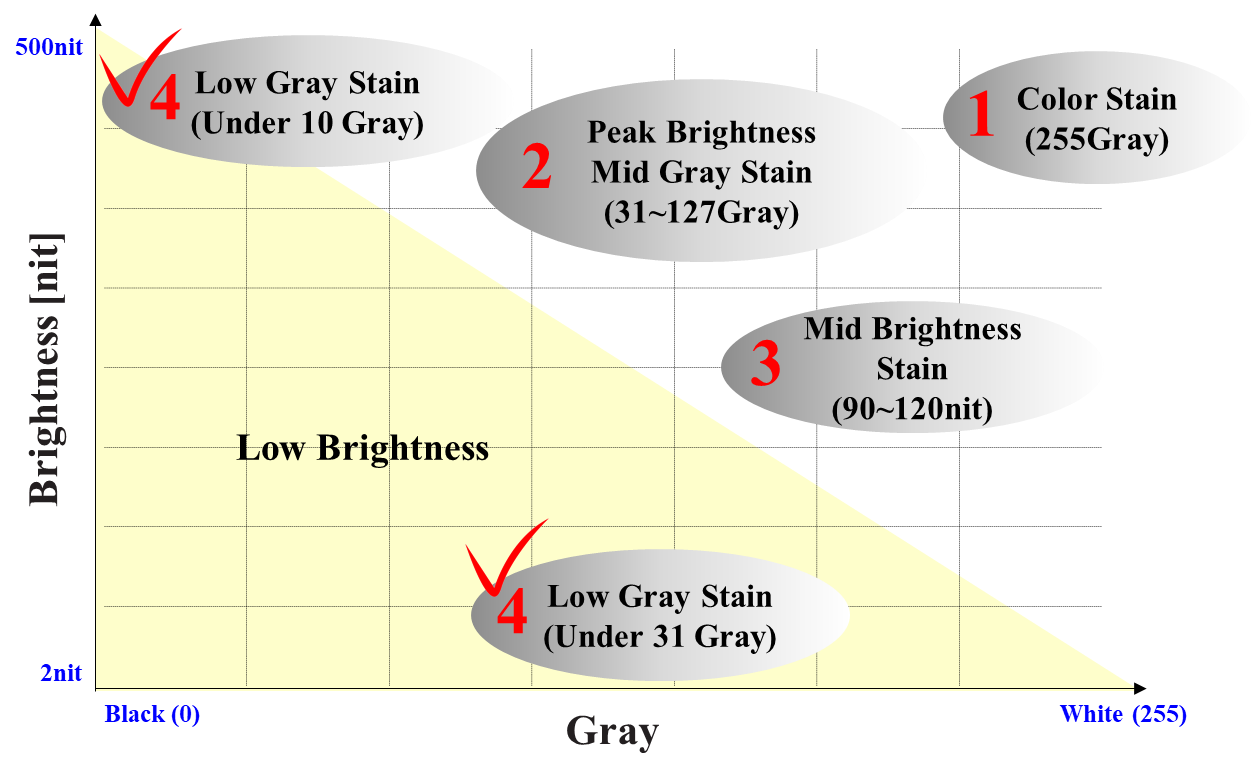 500nit
4
Low Gray Stain
(Under 10 Gray)
2
Peak Brightness
Mid Gray Stain
(31~127Gray)
1
Color Stain
(255Gray)
3
Mid Brightness
Stain
(90~120nit)
Brightness [nit]
Low Brightness
4
Low Gray Stain
(Under 31 Gray)
2nit
Black (0)
Gray
White (255)